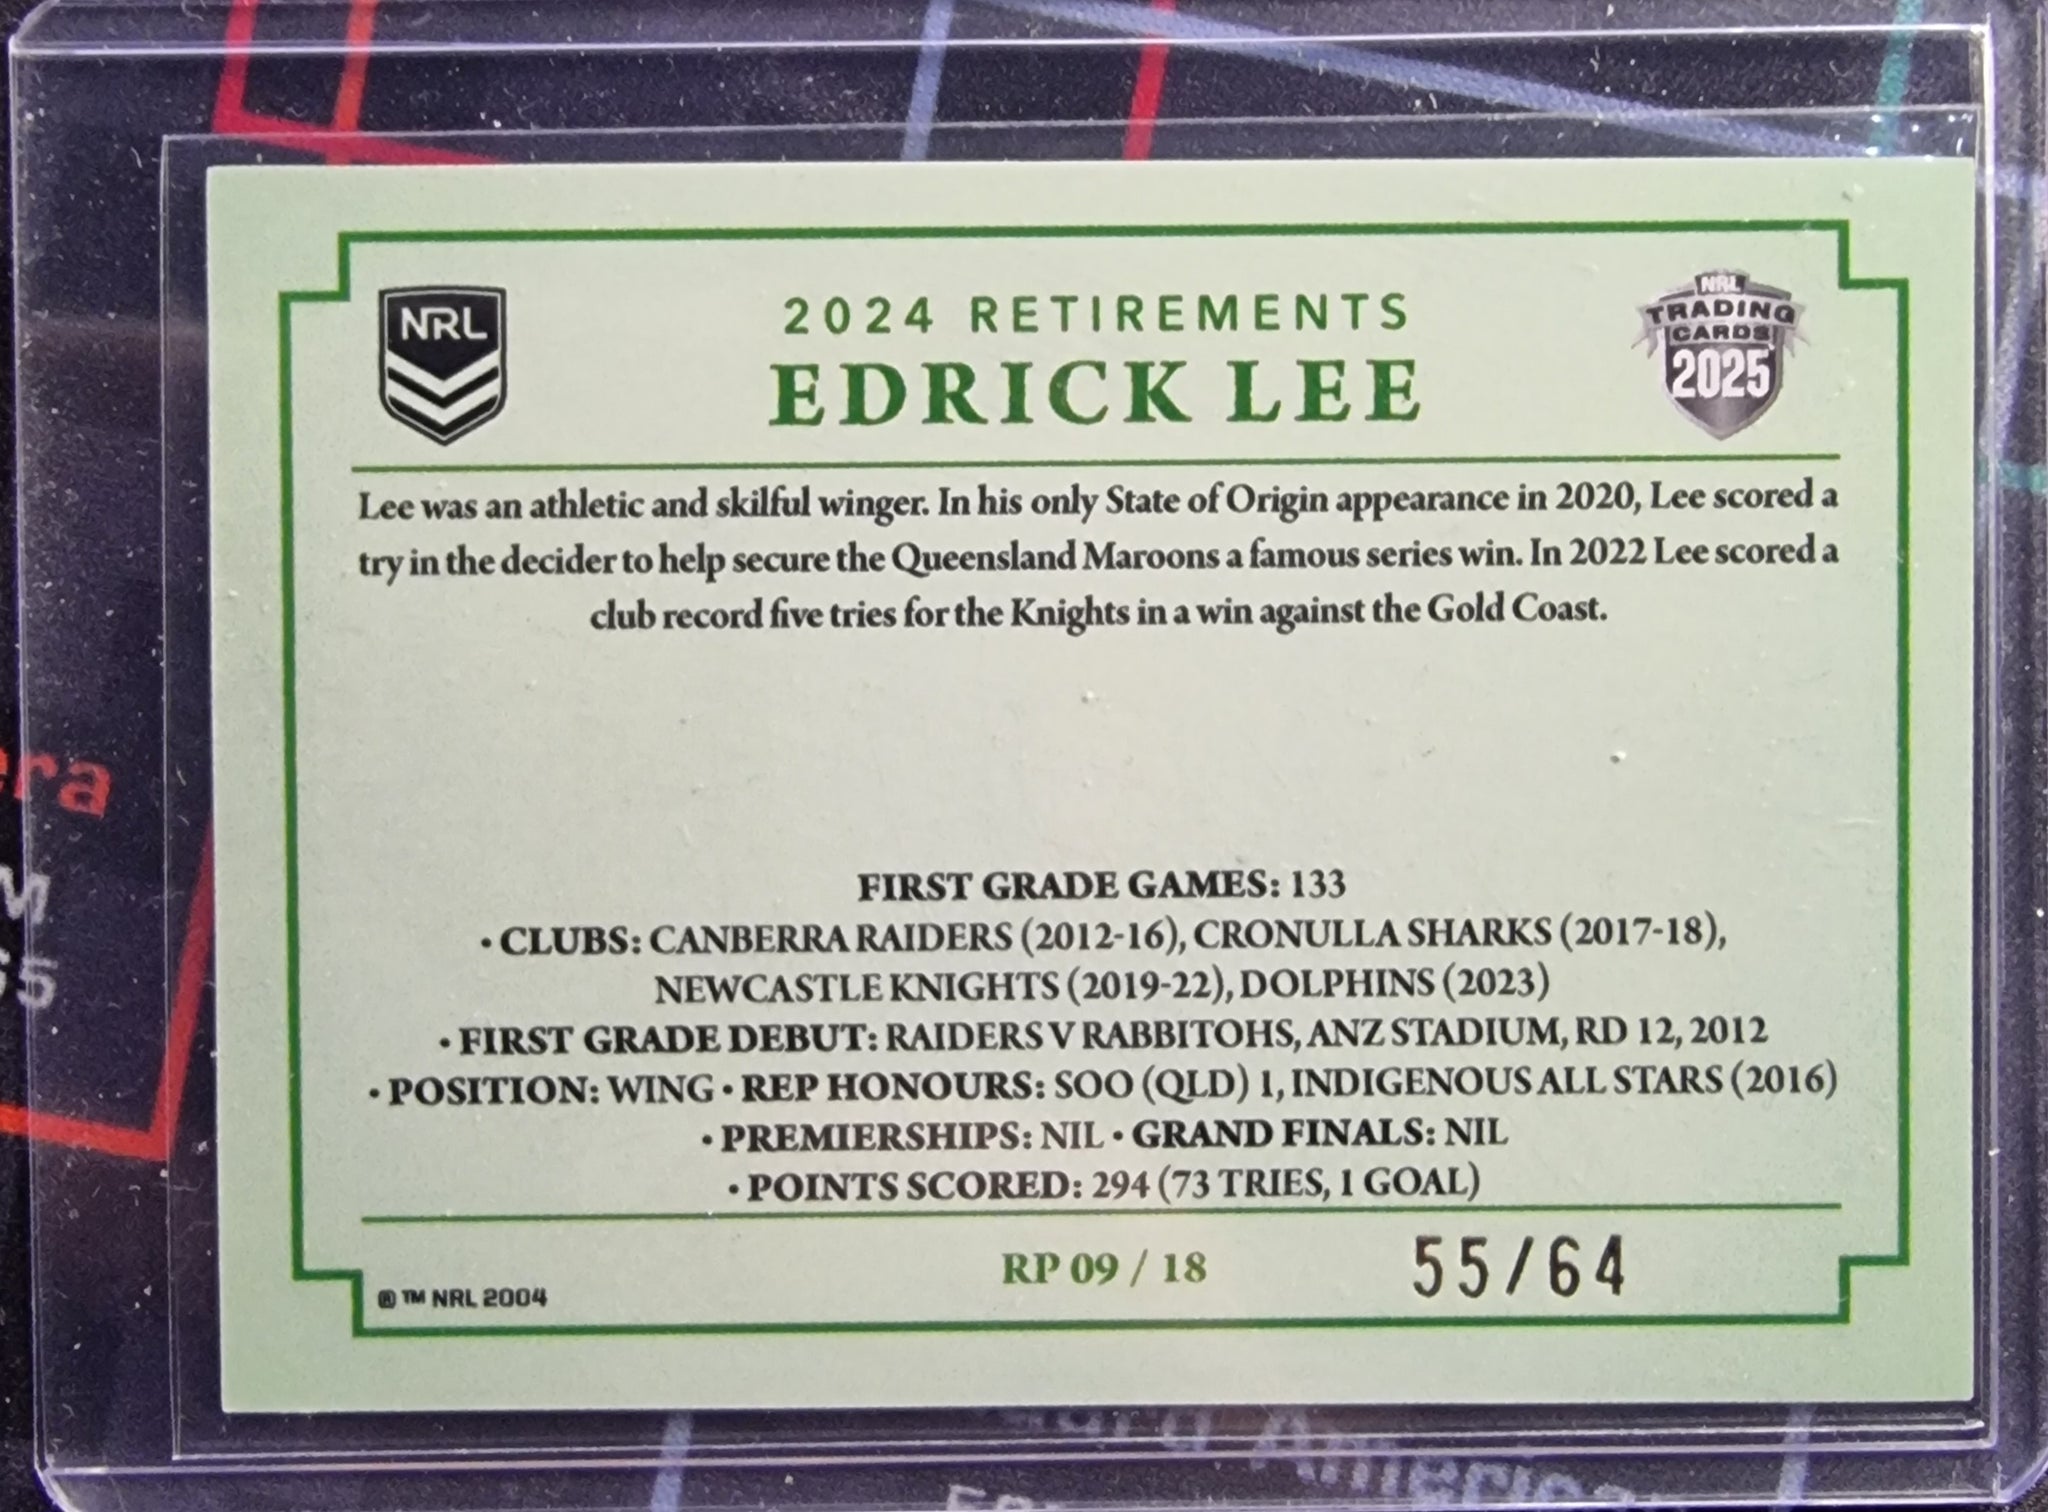 NRL
2024 RETIREMENTS
EDRICK LEE
NRL
TRADING
CARDS
2025
Lee was an athletic and skilful winger. In his only State of Origin appearance in 2020, Lee scored a
try in the decider to help secure the Queensland Maroons a famous series win. In 2022 Lee scored a
club record five tries for the Knights in a win against the Gold Coast.
FIRST GRADE GAMES: 133
• CLUBS: CANBERRA RAIDERS (2012-16), CRONULLA SHARKS (2017-18),
NEWCASTLE KNIGHTS (2019-22), DOLPHINS (2023)
• FIRST GRADE DEBUT: RAIDERS V RABBITOHS, ANZ STADIUM, RD 12, 2012
• POSITION: WING • REP HONOURS: SOO (QLD) 1, INDIGENOUS ALL STARS (2016)
• PREMIERSHIPS: NIL • GRAND FINALS: NIL
• POINTS SCORED: 294 (73 TRIES, 1 GOAL)
RP 09 / 18
55/64
® ™ NRL 2004